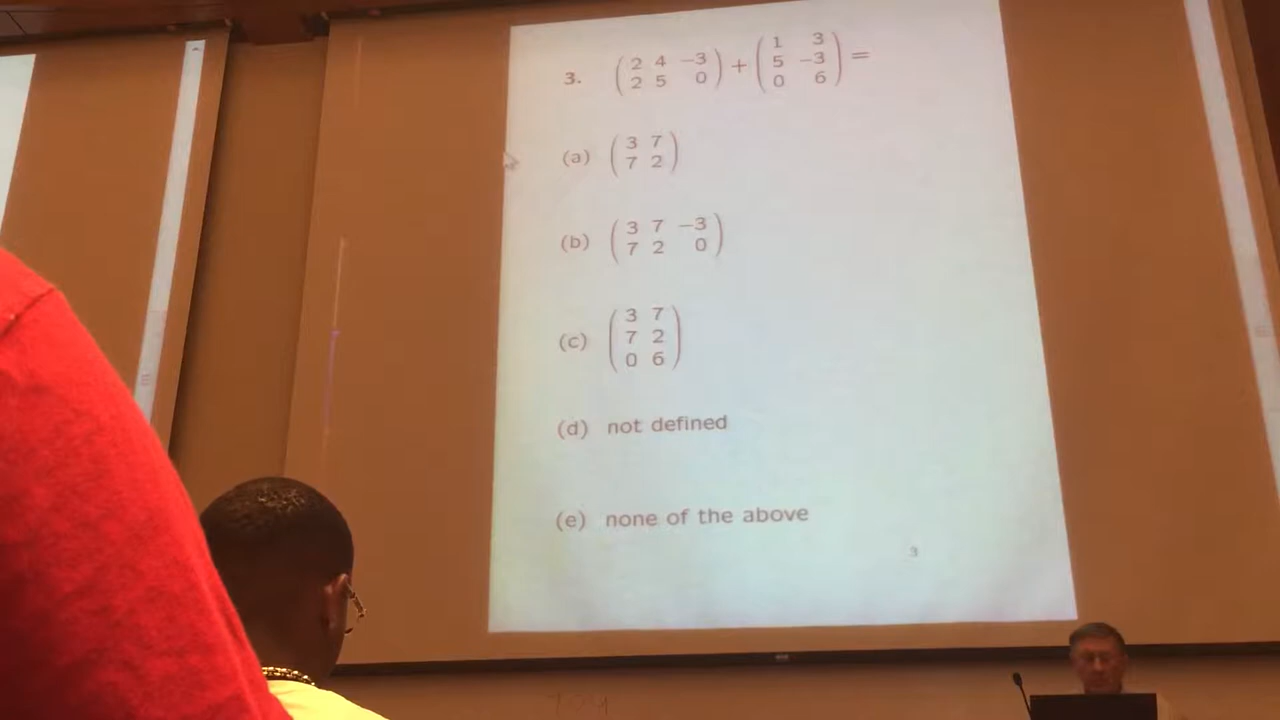 3. ( 2 4 −3 ) + ( 1 3 ) =
( 2 5 0 ) ( 5 −3 )
( 0 6 )
(a) ( 3 7 )
( 7 2 )
(b) ( 3 7 −3 )
( 7 2 0 )
(c) ( 3 7 )
( 7 2 )
( 0 6 )
(d) not defined
(e) none of the above
3